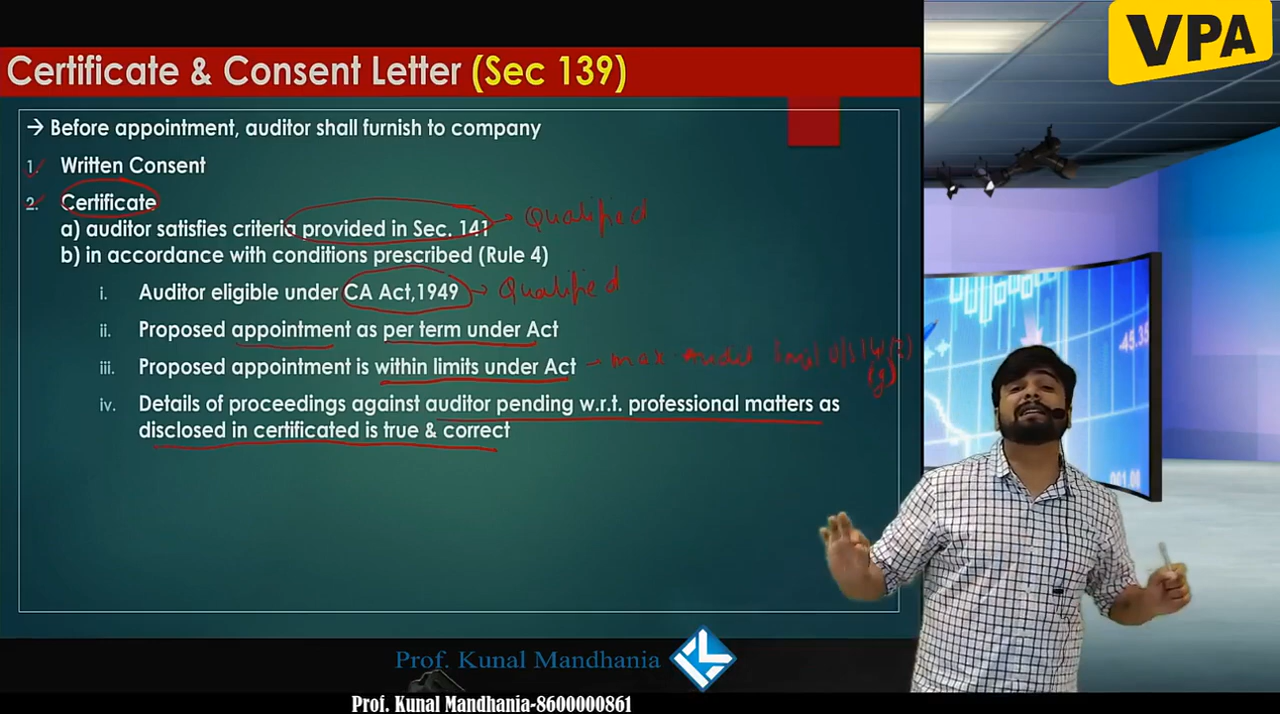 VPA
Certificate & Consent Letter (Sec 139)
→ Before appointment, auditor shall furnish to company
1. Written Consent
2. Certificate
a) auditor satisfies criteria provided in Sec. 141 → Qualified
b) in accordance with conditions prescribed (Rule 4)
i. Auditor eligible under CA Act,1949 → Qualified
ii. Proposed appointment as per term under Act
iii. Proposed appointment is within limits under Act → max Audit
(g)
iv. Details of proceedings against auditor pending w.r.t. professional matters as
disclosed in certificated is true & correct
-45.35
Prof. Kunal Mandhania
Prof. Kunal Mandhania-8600000861